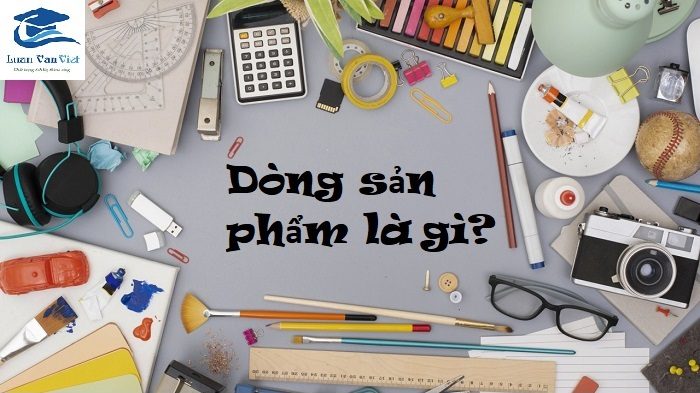 Luan Van Viet
Dòng sản
phẩm là gì?